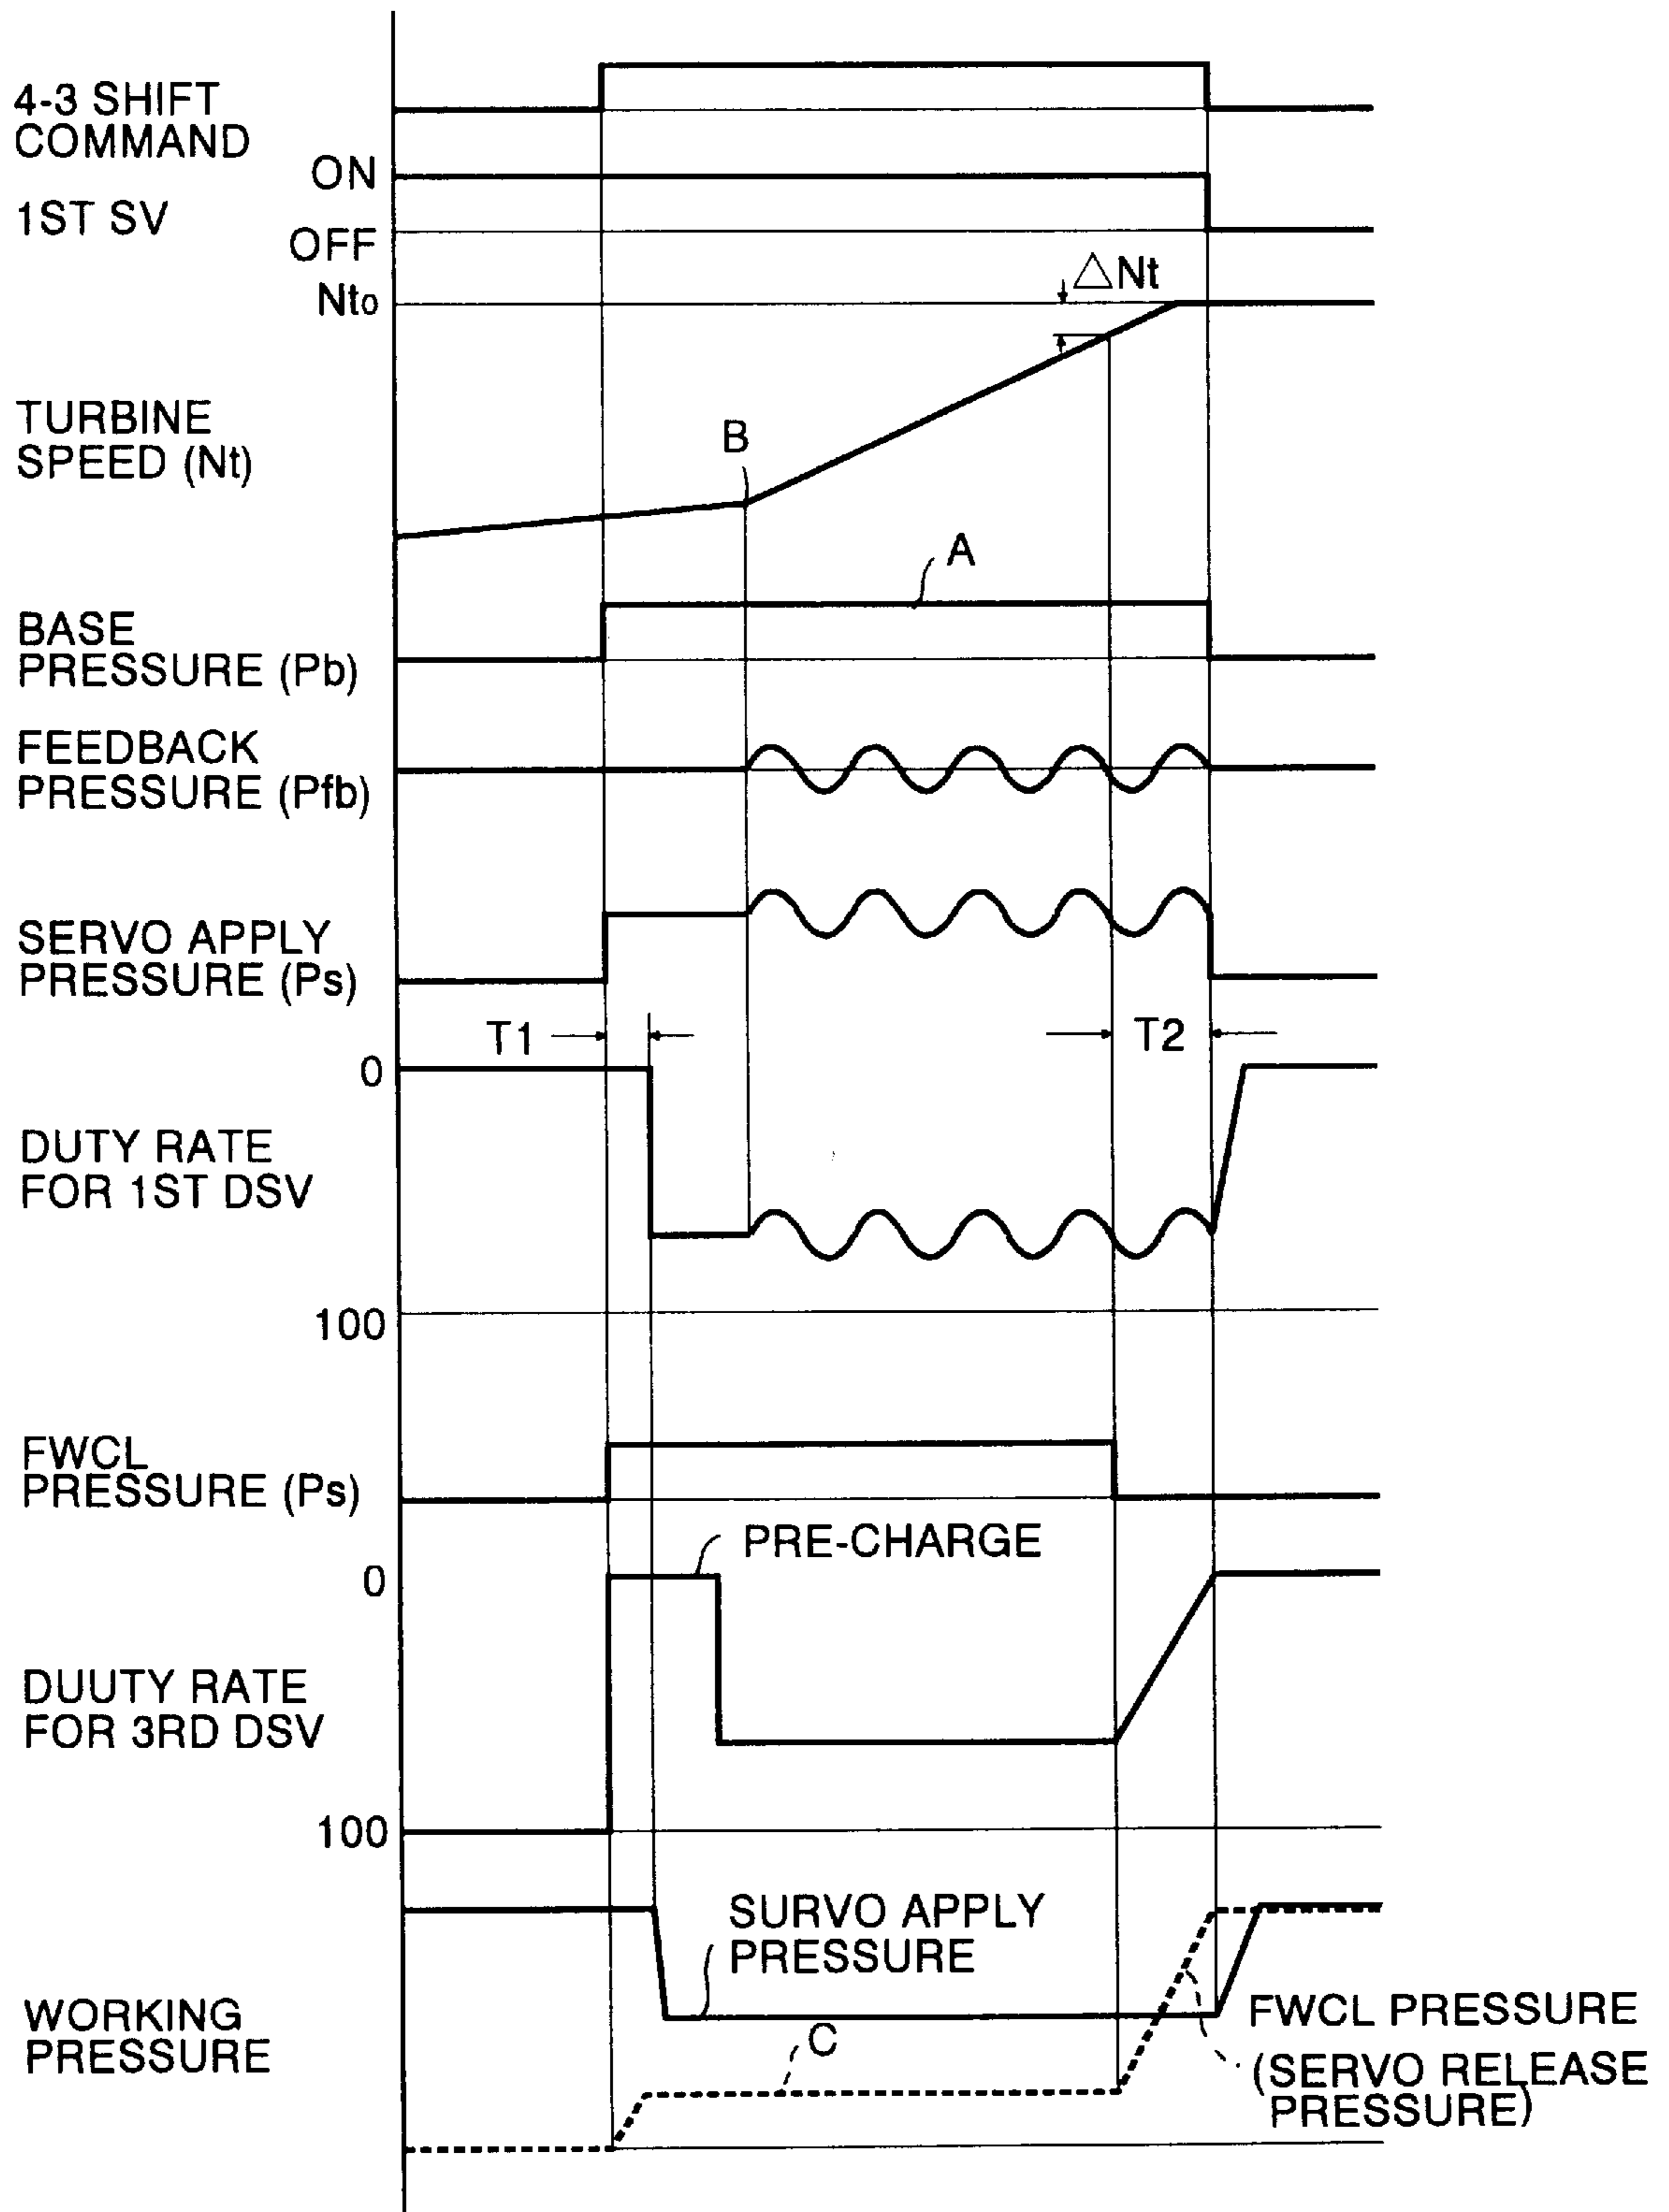 4-3 SHIFT
COMMAND
ON
1ST SV
OFF
Nt0
△Nt
TURBINE
SPEED (Nt)
B
A
BASE
PRESSURE (Pb)
FEEDBACK
PRESSURE (Pfb)
SERVO APPLY
PRESSURE (Ps)
T1
T2
0
DUTY RATE
FOR 1ST DSV
100
FWCL
PRESSURE (Ps)
PRE-CHARGE
0
DUUTY RATE
FOR 3RD DSV
100
SURVO APPLY
PRESSURE
WORKING
PRESSURE
C
FWCL PRESSURE
(SERVO RELEASE
PRESSURE)